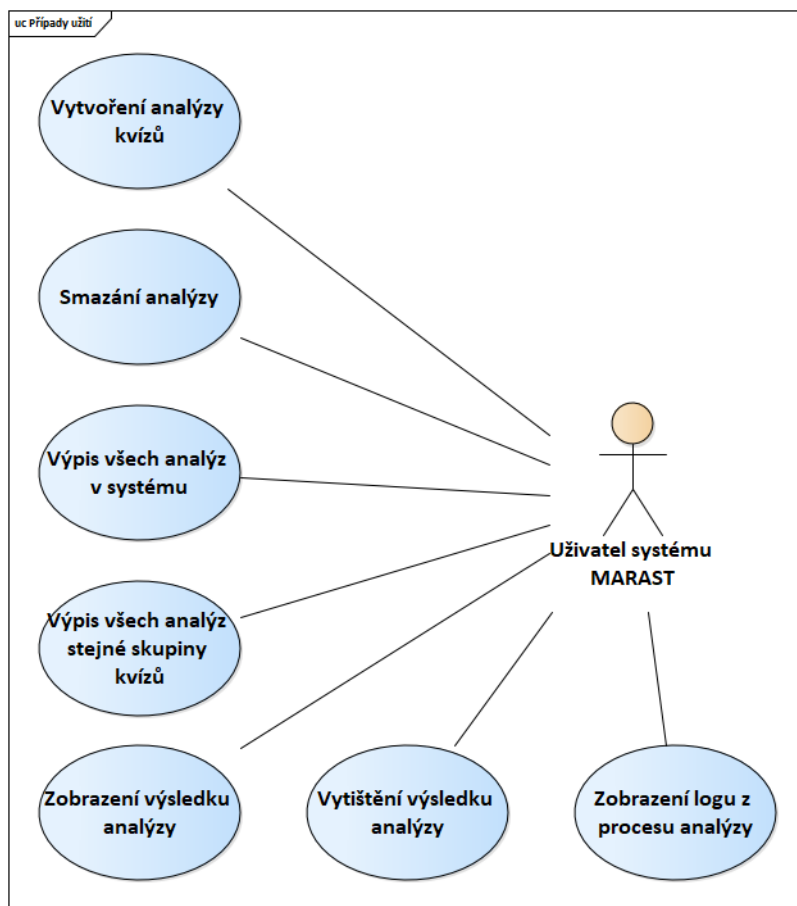 uc Případy užití
Vytvoření analýzy
kvízů
Smazání analýzy
Výpis všech analýz
v systému
Uživatel systému
MARAST
Výpis všech analýz
stejné skupiny
kvízů
Zobrazení výsledku
analýzy
Vytištění výsledku
analýzy
Zobrazení logu z
procesu analýzy